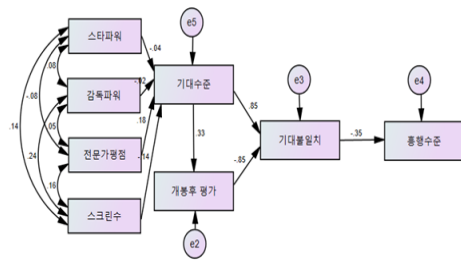 스타파워
감독파워
전문가평점
스크린수
.08
-.08
.14
.05
.24
.16
-.04
-.02
.18
-.14
e5
기대수준
.33
개봉후 평가
e2
.85
-.85
e3
기대불일치
-.35
e4
흥행수준